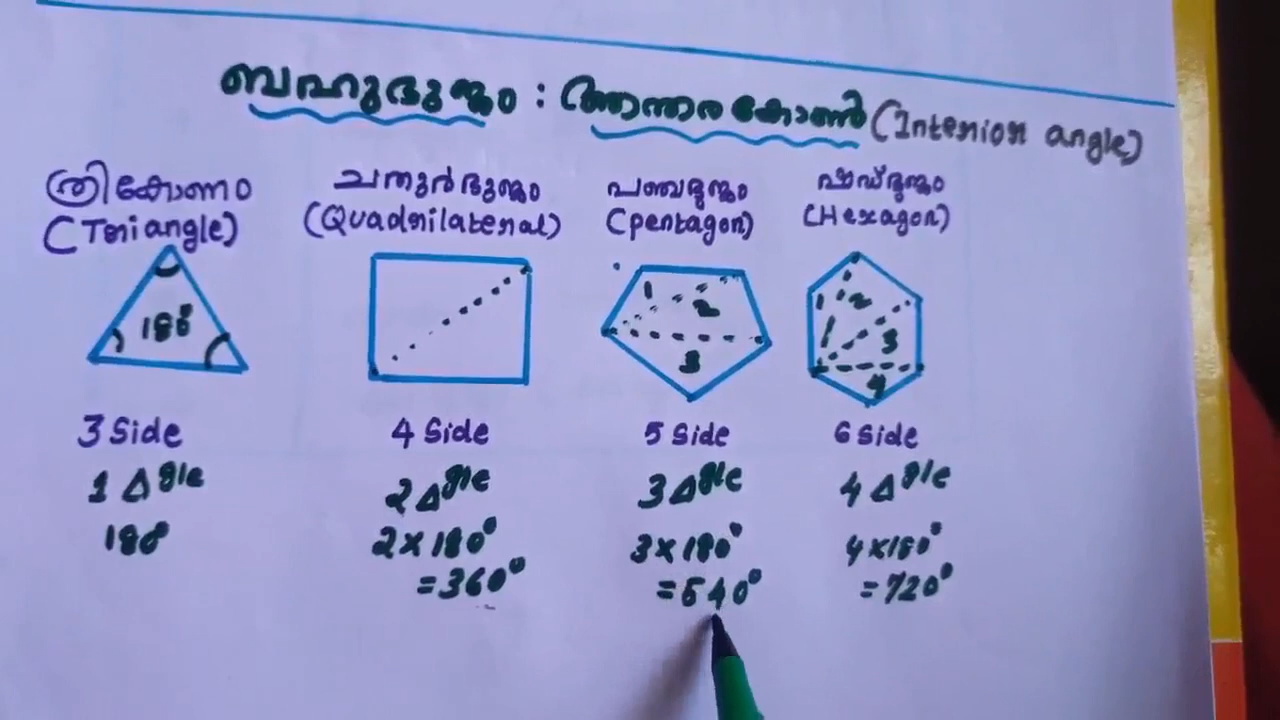 ബഹുഭുജം : ആന്തരകോൺ (Interior angle)
ത്രികോണം ചതുർഭുജം പഞ്ചഭുജം ഷഡ്ഭുജം
(Triangle) (Quadrilateral) (pentagon) (Hexagon)
180° 1 2 3 1 2 3 4
3 Side 4 Side 5 Side 6 Side
1 Δgle 2 Δgle 3 Δgle 4 Δgle
180° 2 × 180° 3 × 180° 4 × 180°
= 360° = 540° = 720°